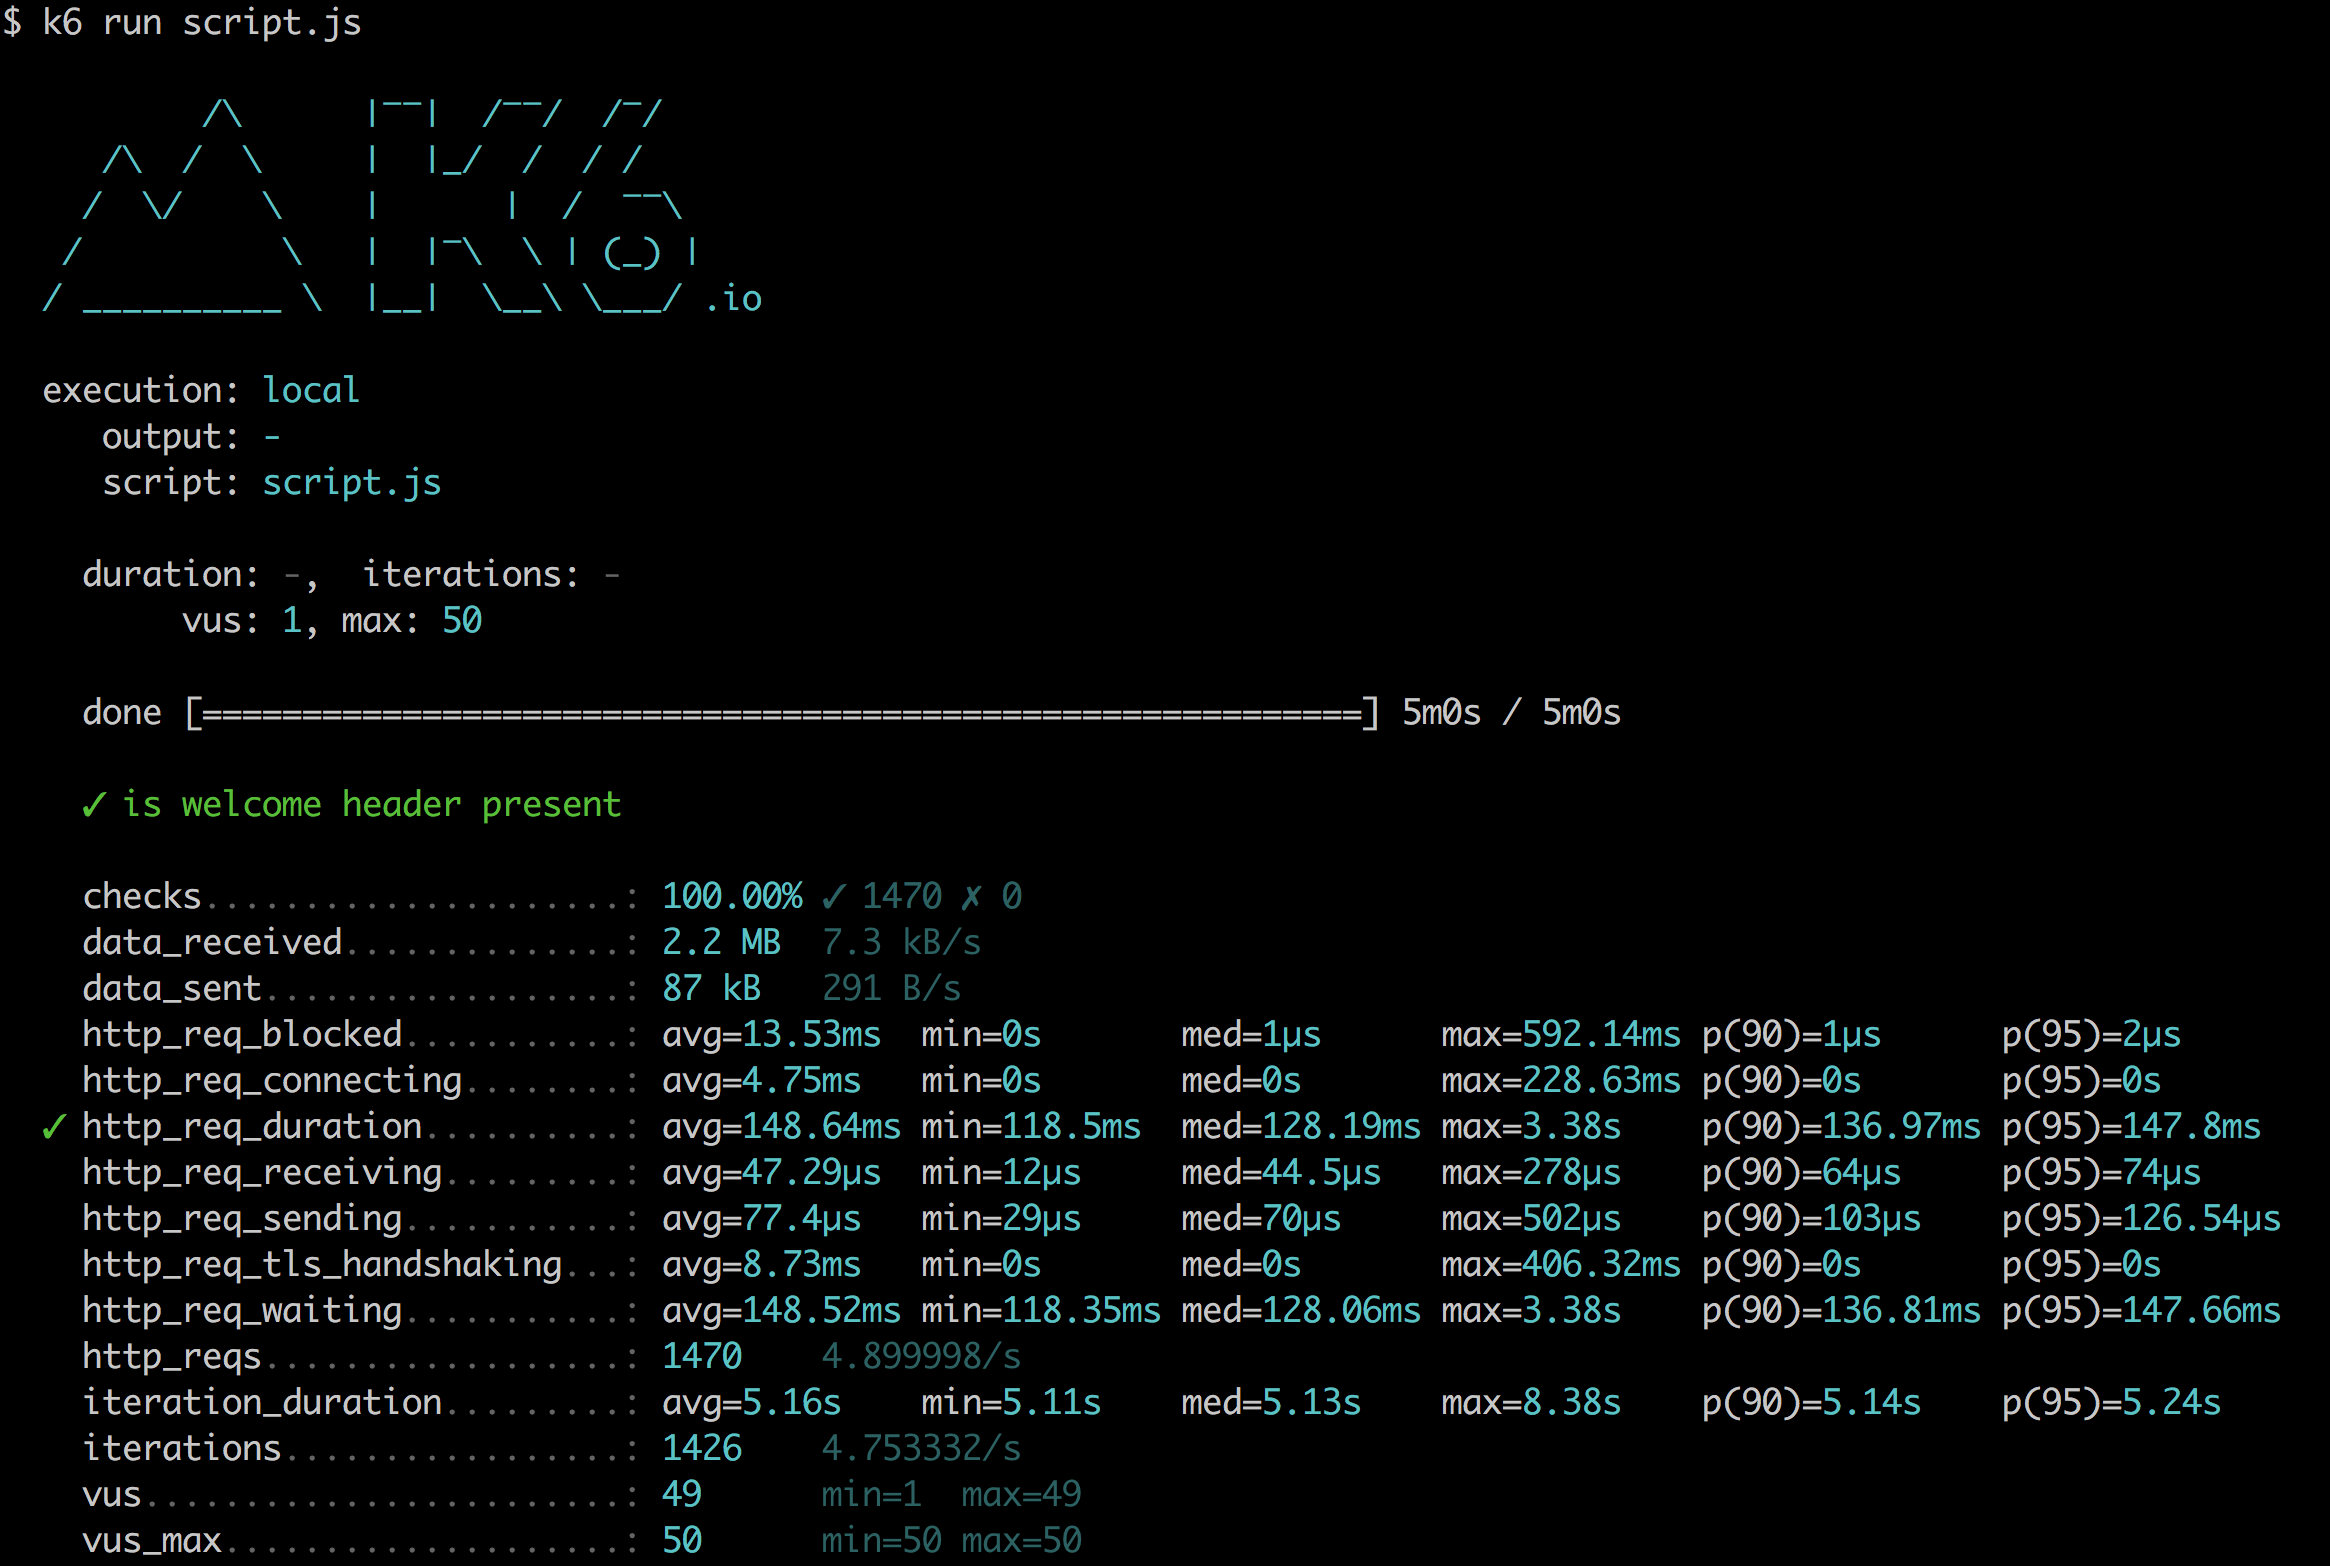 $ k6 run script.js
          /\      |‾‾|  /‾‾/  /‾/
     /\  /  \     |  |_/  /  / /
    /  \/    \    |      |  /  ‾‾\
   /          \   |  |‾\  \ | (_) |
  / __________ \  |__|  \__\ \___/ .io
execution: local
output: -
script: script.js
duration: -,  iterations: -
vus: 1, max: 50
done [==========================================================] 5m0s / 5m0s
✓ is welcome header present
checks.....................: 100.00% ✓ 1470 ✗ 0
data_received..............: 2.2 MB  7.3 kB/s
data_sent..................: 87 kB   291 B/s
http_req_blocked...........: avg=13.53ms  min=0s       med=1µs      max=592.14ms p(90)=1µs      p(95)=2µs
http_req_connecting........: avg=4.75ms   min=0s       med=0s       max=228.63ms p(90)=0s       p(95)=0s
✓ http_req_duration..........: avg=148.64ms min=118.5ms  med=128.19ms max=3.38s    p(90)=136.97ms p(95)=147.8ms
http_req_receiving.........: avg=47.29µs  min=12µs     med=44.5µs   max=278µs    p(90)=64µs     p(95)=74µs
http_req_sending...........: avg=77.4µs   min=29µs     med=70µs     max=502µs    p(90)=103µs    p(95)=126.54µs
http_req_tls_handshaking...: avg=8.73ms   min=0s       med=0s       max=406.32ms p(90)=0s       p(95)=0s
http_req_waiting...........: avg=148.52ms min=118.35ms med=128.06ms max=3.38s    p(90)=136.81ms p(95)=147.66ms
http_reqs..................: 1470    4.899998/s
iteration_duration.........: avg=5.16s    min=5.11s    med=5.13s    max=8.38s    p(90)=5.14s    p(95)=5.24s
iterations.................: 1426    4.753332/s
vus........................: 49      min=1  max=49
vus_max....................: 50      min=50 max=50